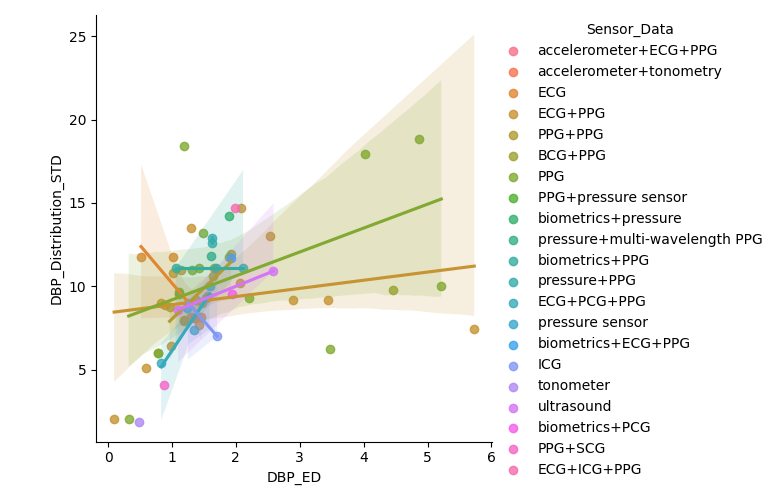 Sensor_Data
accelerometer+ECG+PPG
accelerometer+tonometry
ECG
ECG+PPG
PPG+PPG
BCG+PPG
PPG
PPG+pressure sensor
biometrics+pressure
pressure+multi-wavelength PPG
biometrics+PPG
pressure+PPG
ECG+PCG+PPG
pressure sensor
biometrics+ECG+PPG
ICG
tonometer
ultrasound
biometrics+PCG
PPG+SCG
ECG+ICG+PPG
DBP_Distribution_STD
25
20
15
10
5
0 1 2 3 4 5 6
DBP_ED